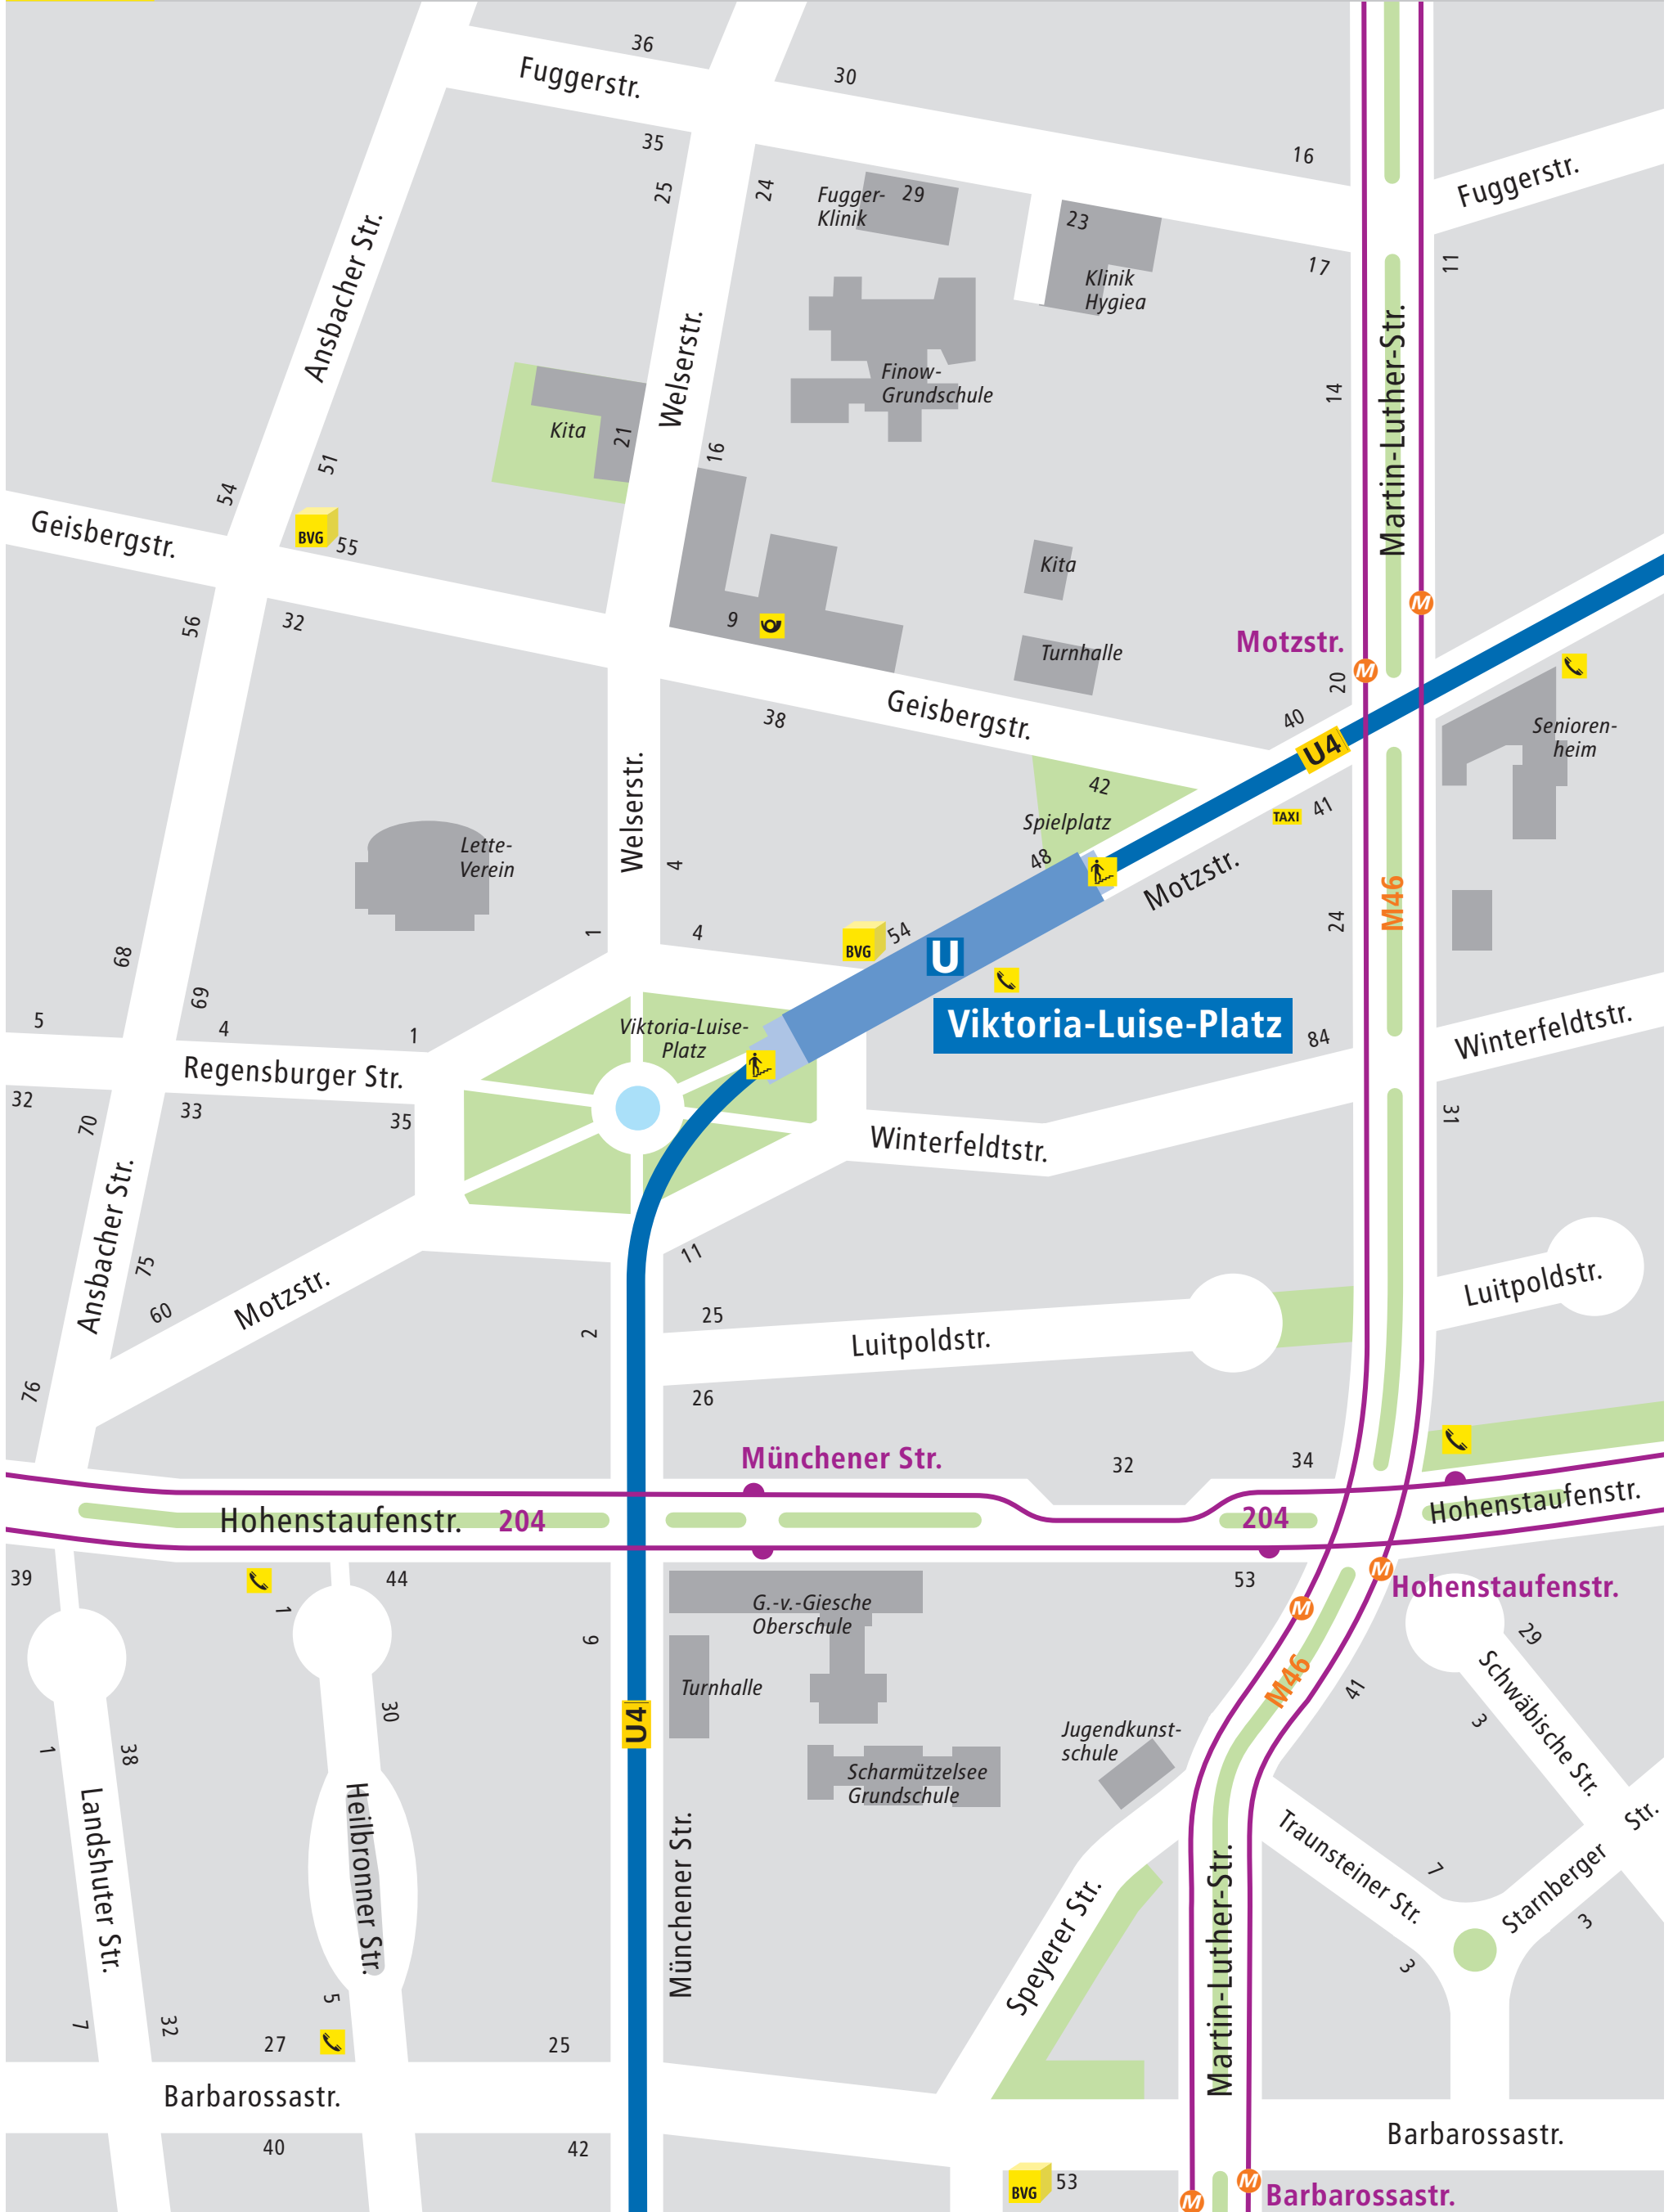 36
Fuggerstr.
30
35
16
Fuggerstr.
25
24
Fugger-
Klinik
29
23
17
11
Klinik
Hygiea
Ansbacher Str.
Welserstr.
Martin-Luther-Str.
14
Finow-
Grundschule
Kita
21
16
51
54
Geisbergstr.
BVG
55
Kita
M
56
32
9
Motzstr.
Turnhalle
M
20
38
Geisbergstr.
40
U4
Senioren-
heim
42
41
TAXI
Spielplatz
Welserstr.
4
Lette-
Verein
48
Motzstr.
M46
24
1
4
BVG
54
U
68
69
5
4
1
Viktoria-Luise-
Platz
Viktoria-Luise-Platz
84
Winterfeldtstr.
Regensburger Str.
32
33
35
70
31
Winterfeldtstr.
Ansbacher Str.
75
60
Motzstr.
11
2
25
Luitpoldstr.
Luitpoldstr.
76
26
Münchener Str.
32
34
Hohenstaufenstr.
204
204
Hohenstaufenstr.
39
1
44
53
M
Hohenstaufenstr.
G.-v.-Giesche
Oberschule
M
9
29
Turnhalle
M46
41
Schwäbische Str.
30
U4
3
1
38
Jugendkunst-
schule
Scharmützelsee
Grundschule
Landshuter Str.
Heilbronner Str.
Münchener Str.
Traunsteiner Str.
7
Starnberger
Str.
3
3
Speyerer Str.
Martin-Luther-Str.
5
7
32
27
25
Barbarossastr.
Barbarossastr.
40
42
BVG
53
M
M
Barbarossastr.